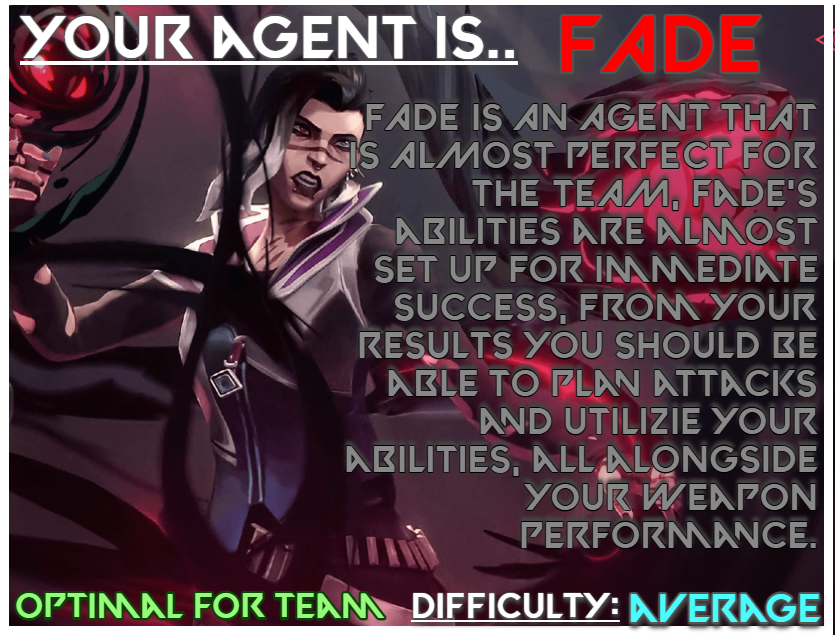 YOUR AGENT IS.. FADE
FADE IS AN AGENT THAT
IS ALMOST PERFECT FOR
THE TEAM, FADE'S
ABILITIES ARE ALMOST
SET UP FOR IMMEDIATE
SUCCESS, FROM YOUR
RESULTS YOU SHOULD BE
ABLE TO PLAN ATTACKS
AND UTILIZIE YOUR
ABILITIES, ALL ALONGSIDE
YOUR WEAPON
PERFORMANCE.
OPTIMAL FOR TEAM DIFFICULTY: AVERAGE